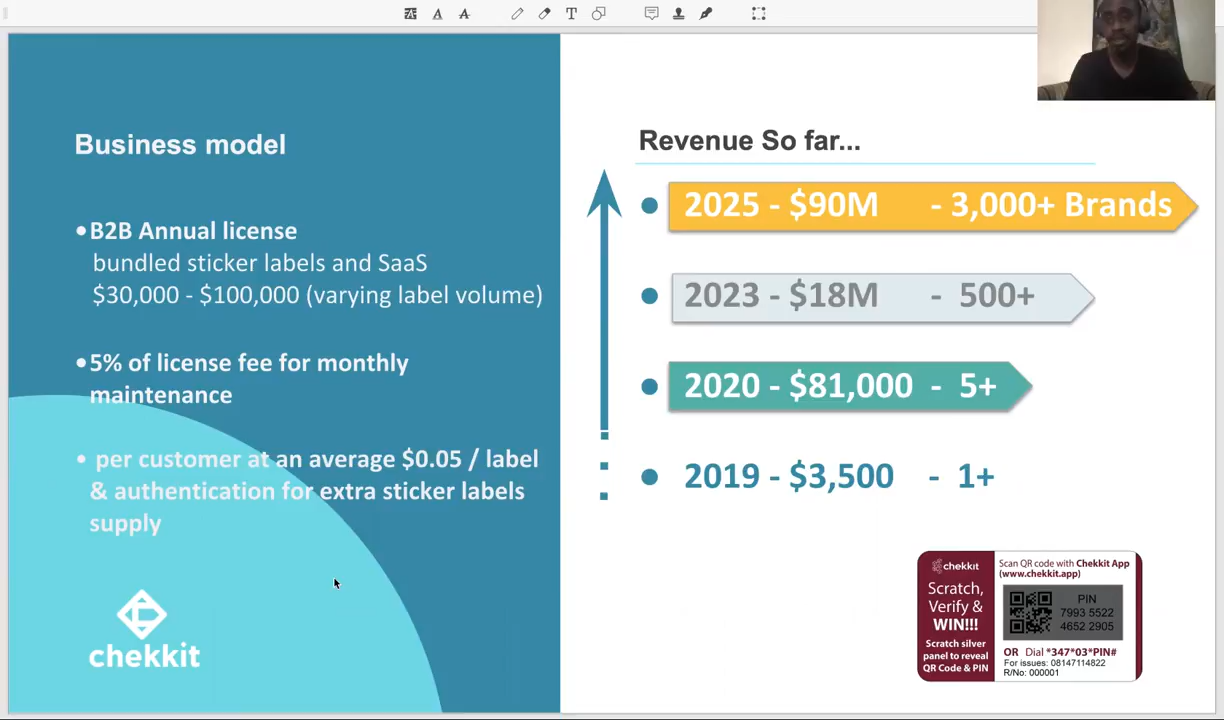 Business model
•B2B Annual license
bundled sticker labels and SaaS
$30,000 - $100,000 (varying label volume)
•5% of license fee for monthly
maintenance
• per customer at an average $0.05 / label
& authentication for extra sticker labels
supply
chekkit
Revenue So far...
2025 - $90M - 3,000+ Brands
2023 - $18M - 500+
2020 - $81,000 - 5+
2019 - $3,500 - 1+
chekkit
Scratch,
Verify &
WIN!!!
Scratch silver
panel to reveal
QR Code & PIN
Scan QR code with Chekkit App
(www.chekkit.app)
PIN
7993 5522
4652 2905
OR Dial *347*03*PIN#
For issues: 08147114822
R/No: 000001